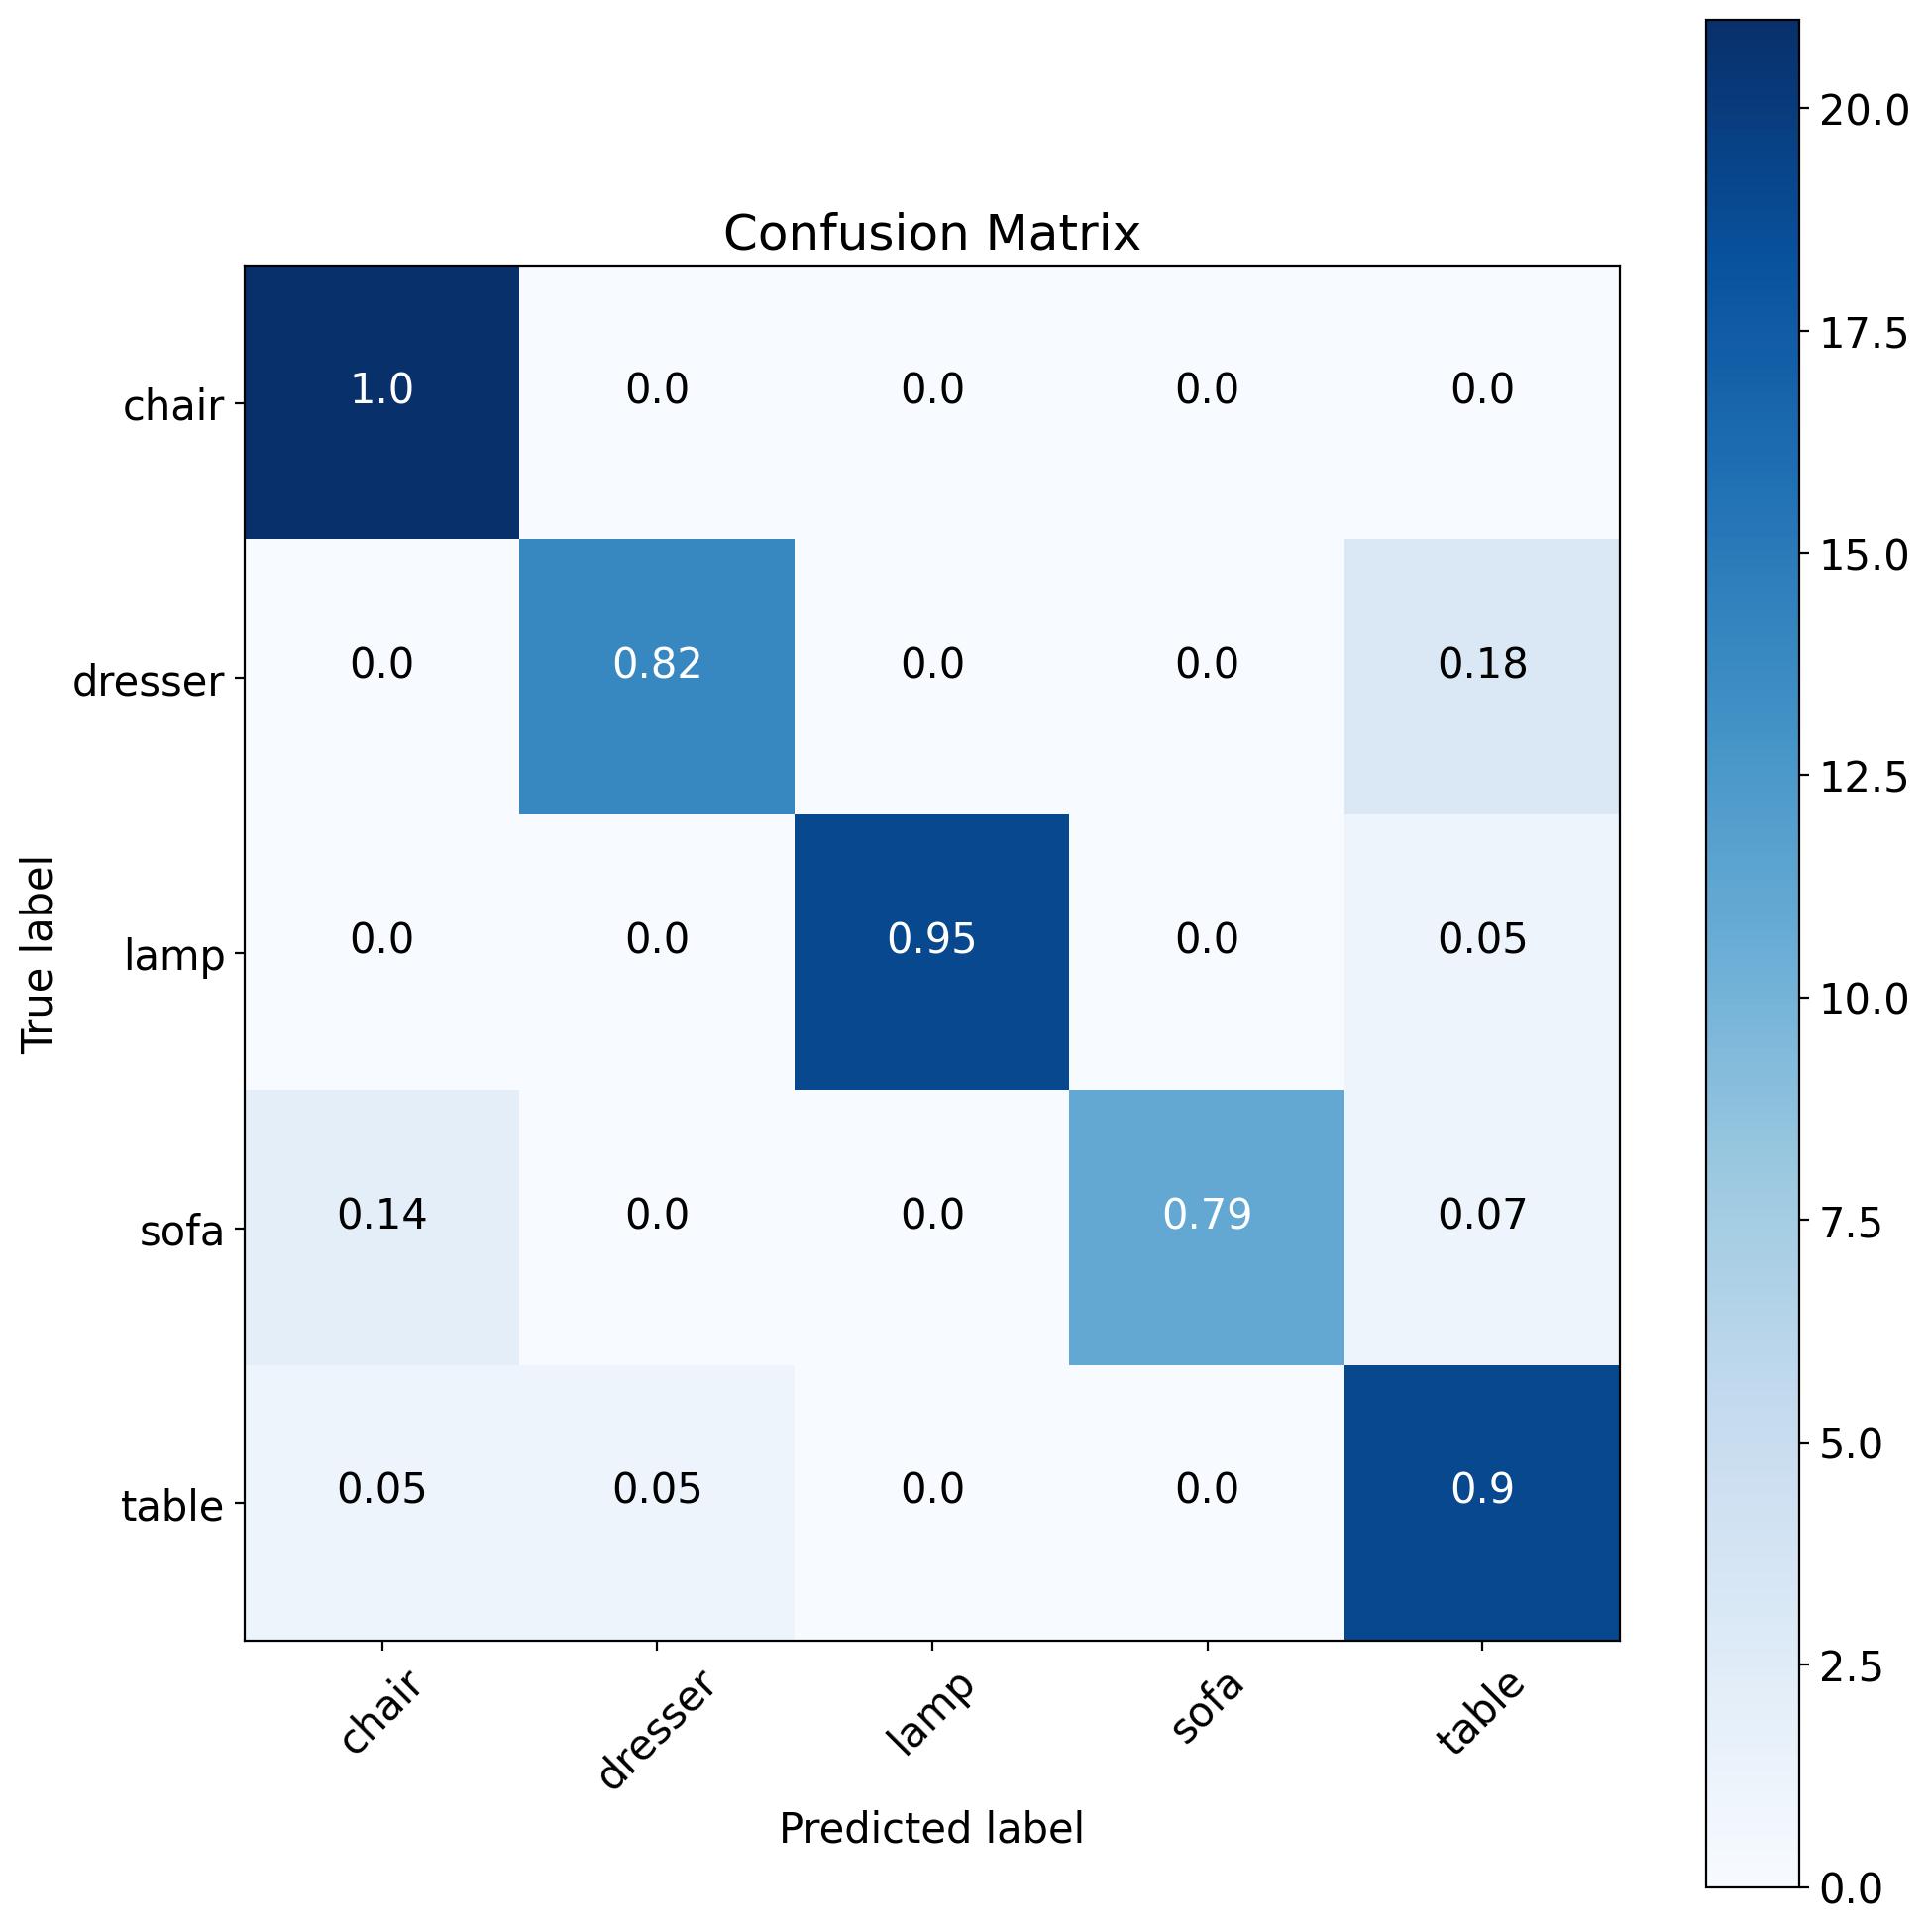 Confusion Matrix
True label
chair 1.0 0.0 0.0 0.0 0.0
dresser 0.0 0.82 0.0 0.0 0.18
lamp 0.0 0.0 0.95 0.0 0.05
sofa 0.14 0.0 0.0 0.79 0.07
table 0.05 0.05 0.0 0.0 0.9
chair dresser lamp sofa table
Predicted label
20.0
17.5
15.0
12.5
10.0
7.5
5.0
2.5
0.0